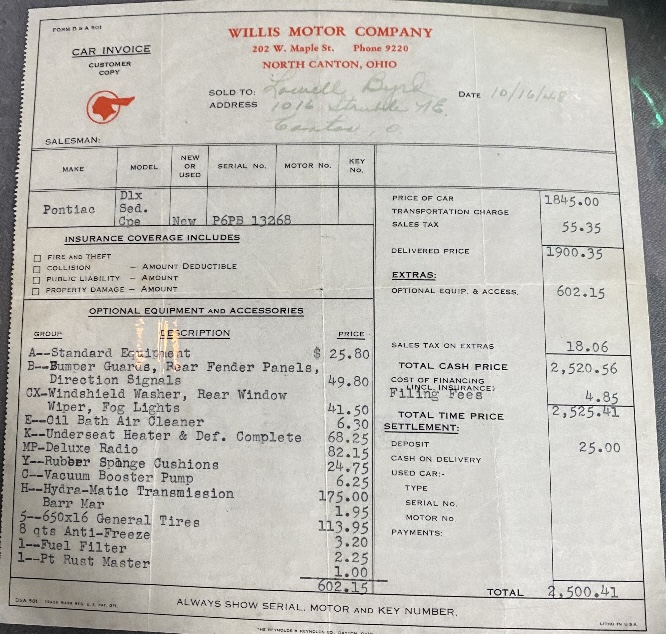 FORM D S A 501
WILLIS MOTOR COMPANY
202 W. Maple St. Phone 9220
NORTH CANTON, OHIO
CAR INVOICE
CUSTOMER
COPY
SOLD TO: Lowell Byrd
ADDRESS 1016 Struble NE.
Canton, O
DATE 10/16/48
SALESMAN:
MAKE MODEL NEW OR USED SERIAL No. MOTOR No. KEY No.
Pontiac Dlx Sed. Cpe New P6PB 13268
INSURANCE COVERAGE INCLUDES
FIRE AND THEFT
COLLISION — AMOUNT DEDUCTIBLE
PUBLIC LIABILITY — AMOUNT
PROPERTY DAMAGE — AMOUNT
OPTIONAL EQUIPMENT AND ACCESSORIES
GROUP DESCRIPTION PRICE
A--Standard Equipment $ 25.80
B--Bumper Guards, Rear Fender Panels,
Direction Signals 49.80
CX-Windshield Washer, Rear Window
Wiper, Fog Lights 41.50
E--Oil Bath Air Cleaner 6.30
K--Underseat Heater & Def. Complete 68.25
MP-Deluxe Radio 82.15
Y--Rubber Sponge Cushions 24.75
C--Vacuum Booster Pump 6.25
H--Hydra-Matic Transmission 175.00
Barr Mar 1.95
5--650x16 General Tires 113.95
8 qts Anti-Freeze 3.20
1--Fuel Filter 2.25
1--Pt Rust Master 1.00
602.15
PRICE OF CAR 1845.00
TRANSPORTATION CHARGE
SALES TAX 55.35
DELIVERED PRICE 1900.35
EXTRAS:
OPTIONAL EQUIP. & ACCESS. 602.15
SALES TAX ON EXTRAS 18.06
TOTAL CASH PRICE 2,520.56
COST OF FINANCING
(INCL. INSURANCE)
Filing Fees 4.85
TOTAL TIME PRICE 2,525.41
SETTLEMENT:
DEPOSIT 25.00
CASH ON DELIVERY
USED CAR:-
TYPE
SERIAL No.
MOTOR No.
PAYMENTS:
TOTAL 2,500.41
ALWAYS SHOW SERIAL, MOTOR AND KEY NUMBER.
LITHO IN U.S.A.